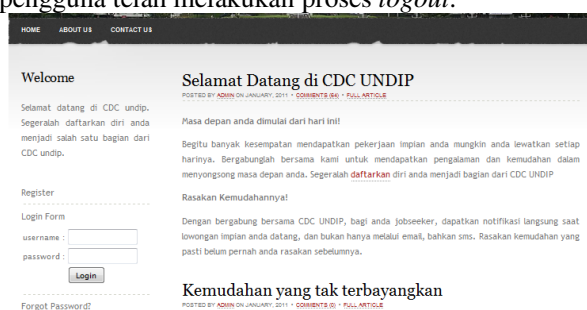 pengguna telah melakukan proses logout.
HOME ABOUT US CONTACT US
Welcome
Selamat datang di CDC undip.
Segeralah daftarkan diri anda
menjadi salah satu bagian dari
CDC undip.
Register
Login Form
username :
password :
Login
Forgot Password?
Selamat Datang di CDC UNDIP
POSTED BY ADMIN ON JANUARY, 2011 • COMMENTS (64) • FULL ARTICLE
Masa depan anda dimulai dari hari ini!
Begitu banyak kesempatan mendapatkan pekerjaan impian anda mungkin anda lewatkan setiap
harinya. Bergabunglah bersama kami untuk mendapatkan pengalaman dan kemudahan dalam
menyongsong masa depan anda. Segeralah daftarkan diri anda menjadi bagian dari CDC UNDIP
Rasakan Kemudahannya!
Dengan bergabung bersama CDC UNDIP, bagi anda jobseeker, dapatkan notifikasi langsung saat
lowongan impian anda datang, dan bukan hanya melalui email, bahkan sms. Rasakan kemudahan yang
pasti belum pernah anda rasakan sebelumnya.
Kemudahan yang tak terbayangkan
POSTED BY ADMIN ON JANUARY, 2011 • COMMENTS (0) • FULL ARTICLE